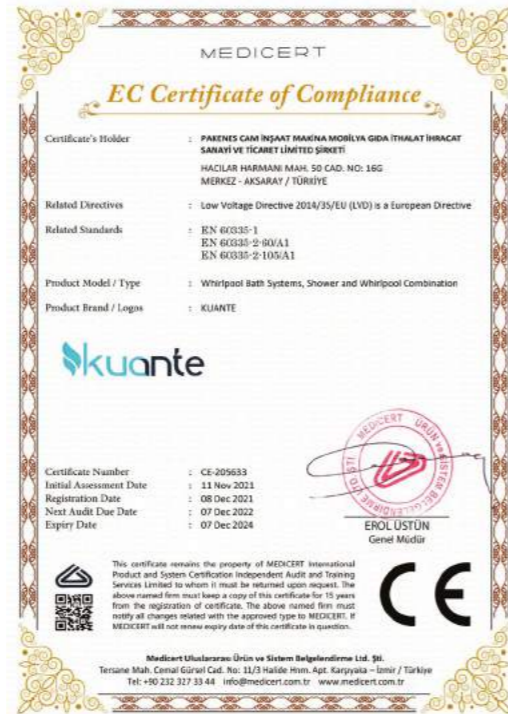 MEDICERT
EC Certificate of Compliance
Certificate's Holder : PAKENES CAM İNŞAAT MAKİNA MOBİLYA GIDA İTHALAT İHRACAT
SANAYİ VE TİCARET LİMİTED ŞİRKETİ
HACILAR HARMANI MAH. 50 CAD. NO: 16G
MERKEZ - AKSARAY / TÜRKİYE
Related Directives : Low Voltage Directive 2014/35/EU (LVD) is a European Directive
Related Standards : EN 60335-1
EN 60335-2-60/A1
EN 60335-2-105/A1
Product Model / Type : Whirlpool Bath Systems, Shower and Whirlpool Combination
Product Brand / Logos : KUANTE
kuante
Certificate Number : CE-205633
Initial Assessment Date : 11 Nov 2021
Registration Date : 08 Dec 2021
Next Audit Due Date : 07 Dec 2022
Expiry Date : 07 Dec 2024
MEDICERT ÜRÜN ve SİSTEM BELGELENDİRME LTD. ŞTİ.
EROL ÜSTÜN
Genel Müdür
This certificate remains the property of MEDICERT International
Product and System Certification Independent Audit and Training
Services Limited to whom it must be returned upon request. The
above named firm must keep a copy of this certificate for 15 years
from the registration of certificate. The above named firm must
notify all changes related with the approved type to MEDICERT. If
MEDICERT will not renew expiry date of this certificate in question.
CE
Medicert Uluslararası Ürün ve Sistem Belgelendirme Ltd. Şti.
Tersane Mah. Cemal Gürsel Cad. No: 11/3 Halide Hnm. Apt. Karşıyaka – İzmir / Türkiye
Tel: +90 232 327 33 44 info@medicert.com.tr www.medicert.com.tr